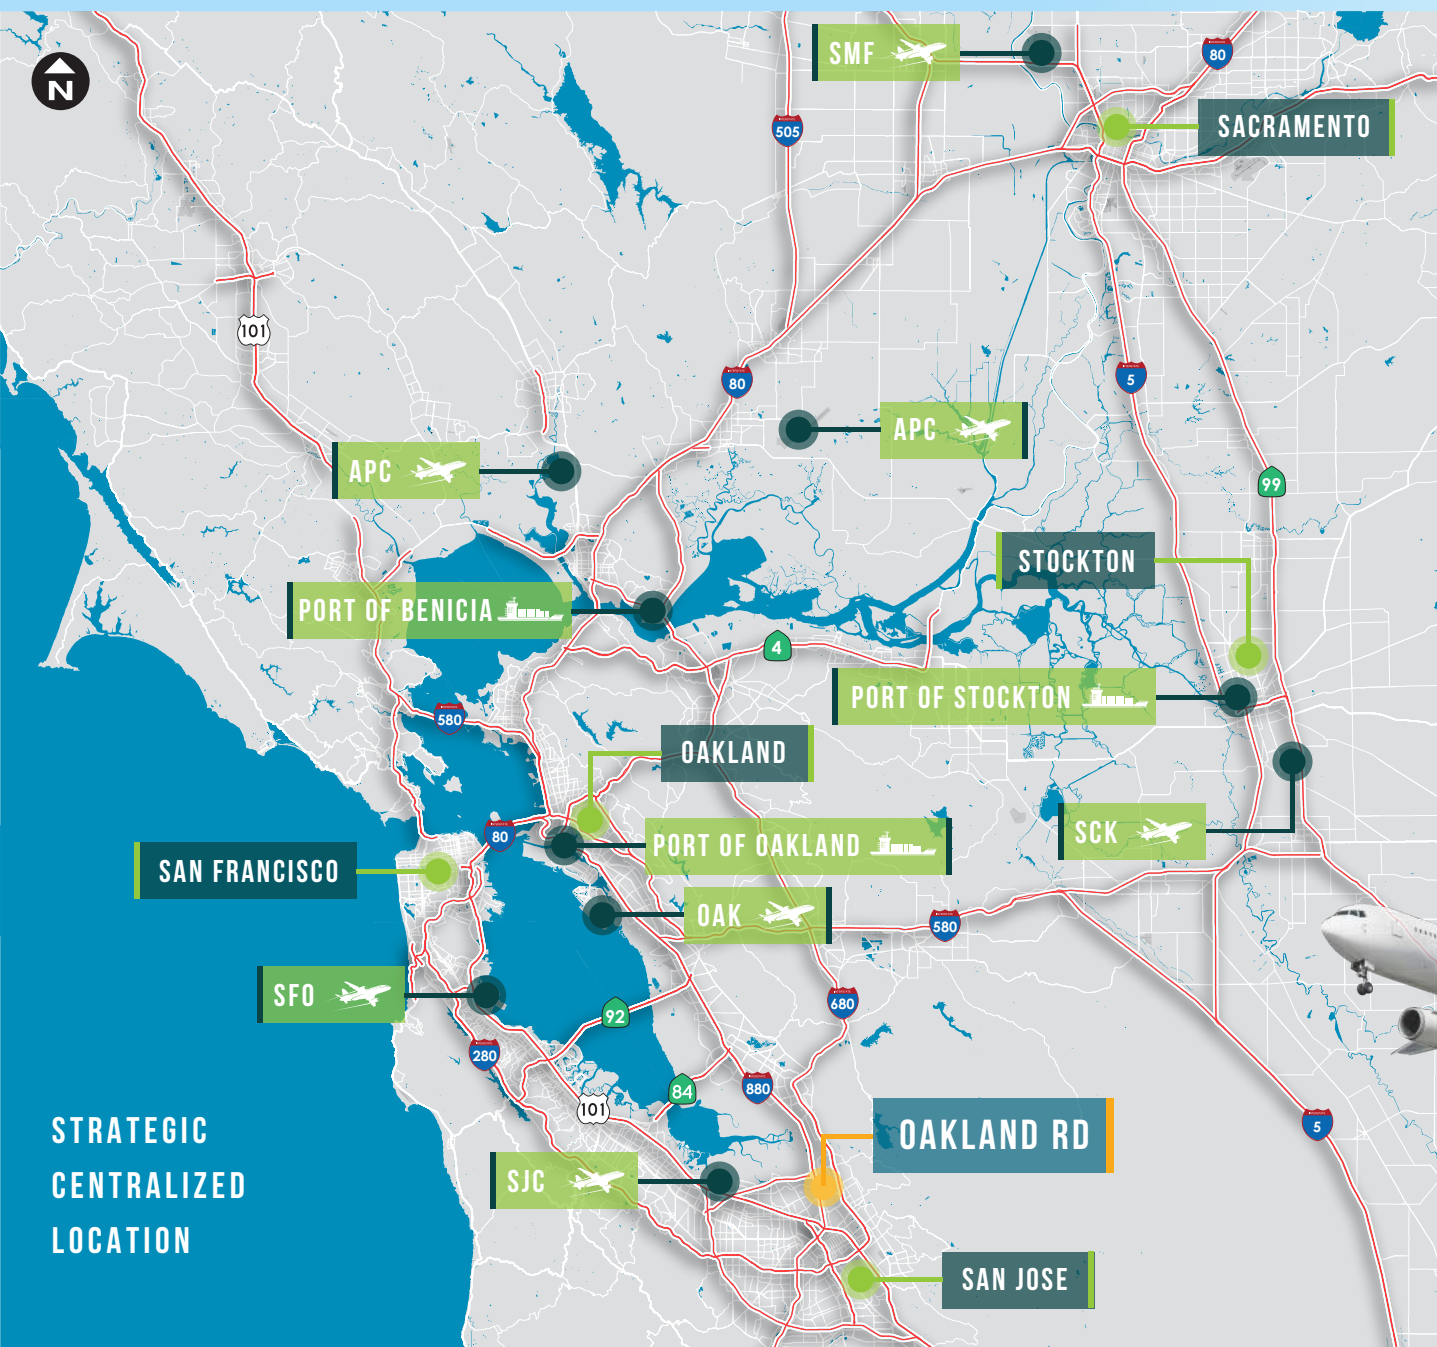 N
SMF
80
505
SACRAMENTO
101
80
5
APC
APC
99
STOCKTON
PORT OF BENICIA
4
PORT OF STOCKTON
580
OAKLAND
80
SCK
PORT OF OAKLAND
SAN FRANCISCO
OAK
580
SFO
680
92
280
880
84
101
5
OAKLAND RD
STRATEGIC
CENTRALIZED
LOCATION
SJC
SAN JOSE